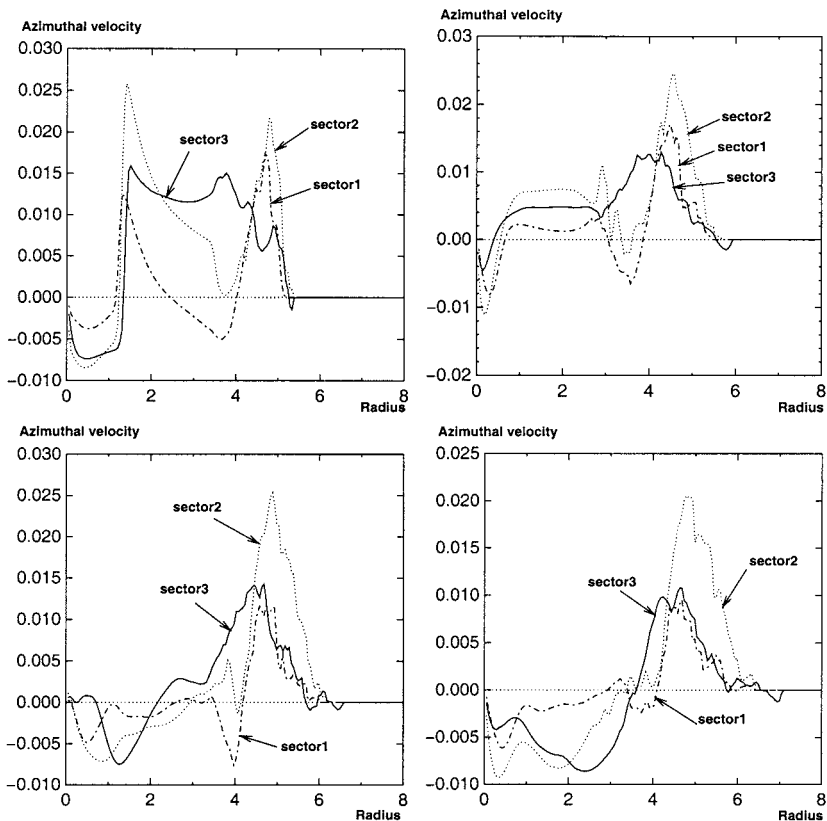 Azimuthal velocity
0.030
0.025
0.020
0.015
0.010
0.005
0.000
−0.005
−0.010
0 2 4 6 8
Radius
sector3
sector2
sector1
Azimuthal velocity
0.03
0.02
0.01
0.00
−0.01
−0.02
0 2 4 6 8
Radius
sector2
sector1
sector3
Azimuthal velocity
0.030
0.025
0.020
0.015
0.010
0.005
0.000
−0.005
−0.010
0 2 4 6 8
Radius
sector2
sector3
sector1
Azimuthal velocity
0.025
0.020
0.015
0.010
0.005
0.000
−0.005
−0.010
0 2 4 6 8
Radius
sector3
sector2
sector1